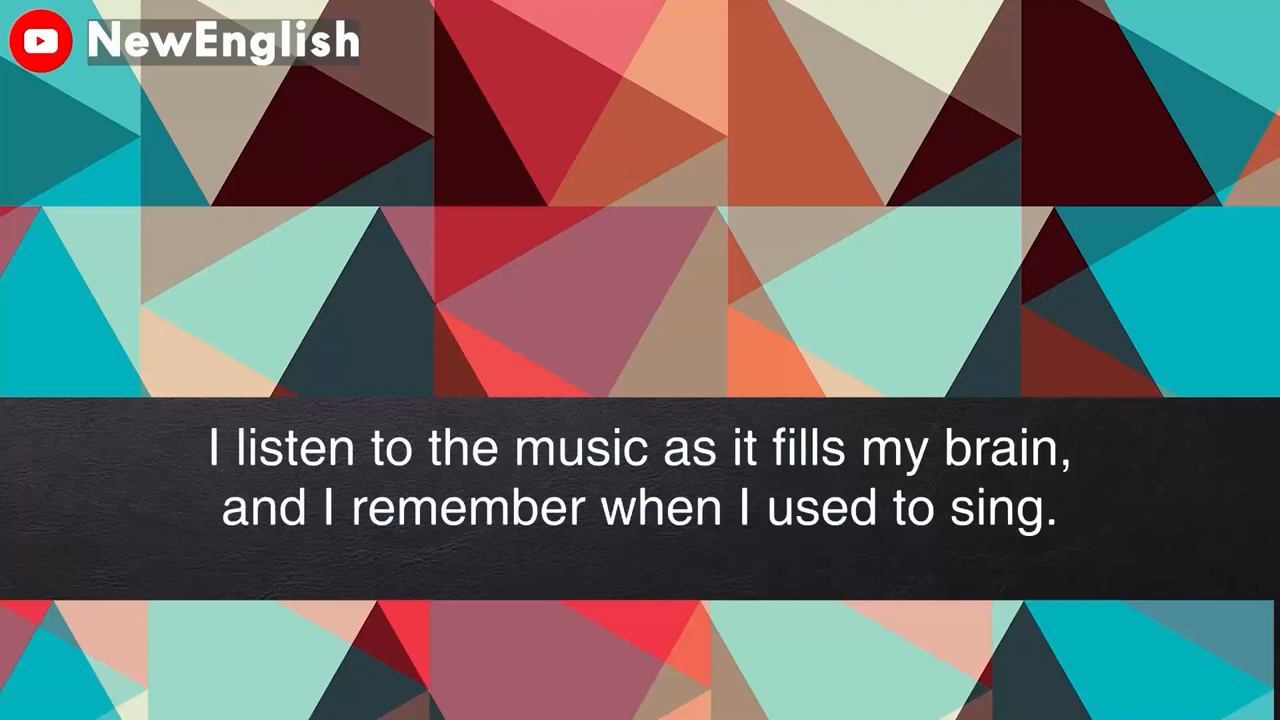 NewEnglish
I listen to the music as it fills my brain,
and I remember when I used to sing.